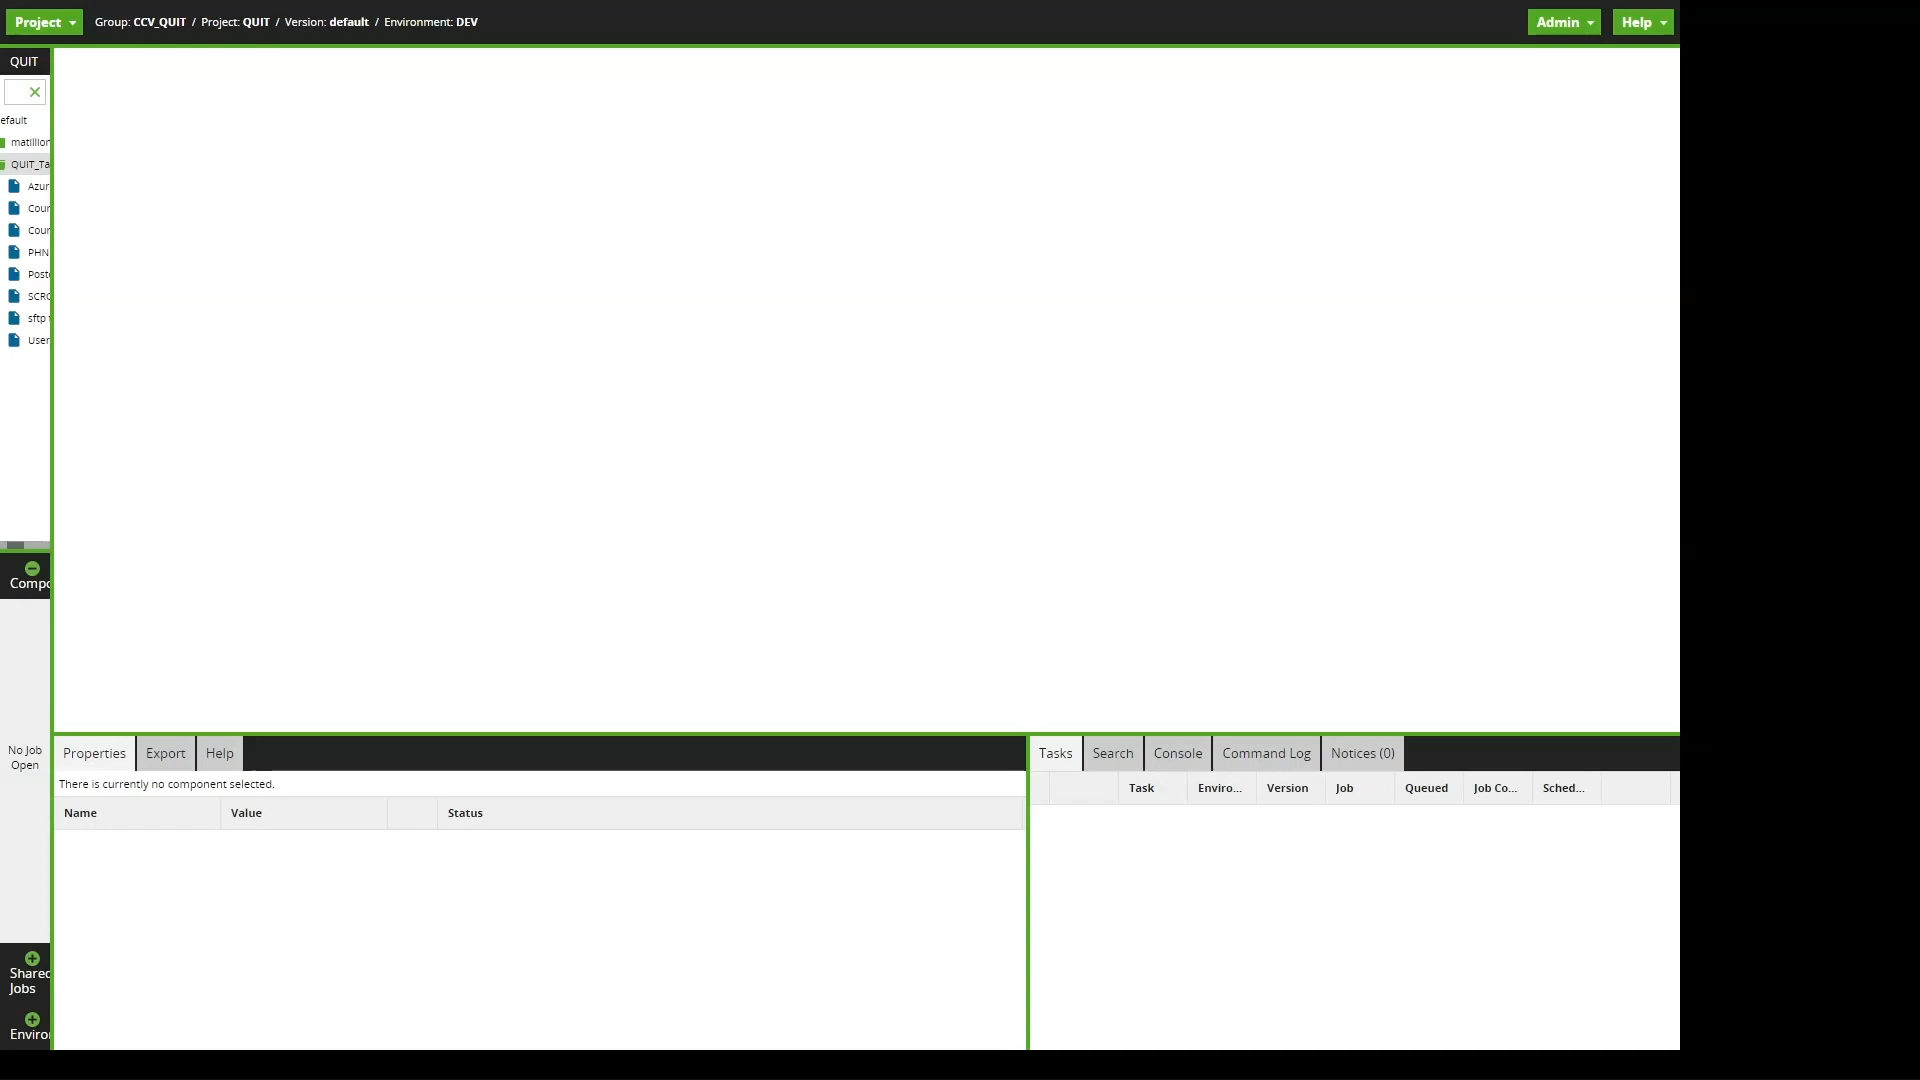 Project Group: CCV_QUIT / Project: QUIT / Version: default / Environment: DEV Admin Help
QUIT
efault
matillion
QUIT_Ta
Azur
Cour
Cour
PHN
Post
SCRC
sftp
User
Compo
No Job
Open
Shared
Jobs
Enviro
Properties Export Help
There is currently no component selected.
Name Value Status
Tasks Search Console Command Log Notices (0)
Task Enviro... Version Job Queued Job Co... Sched...